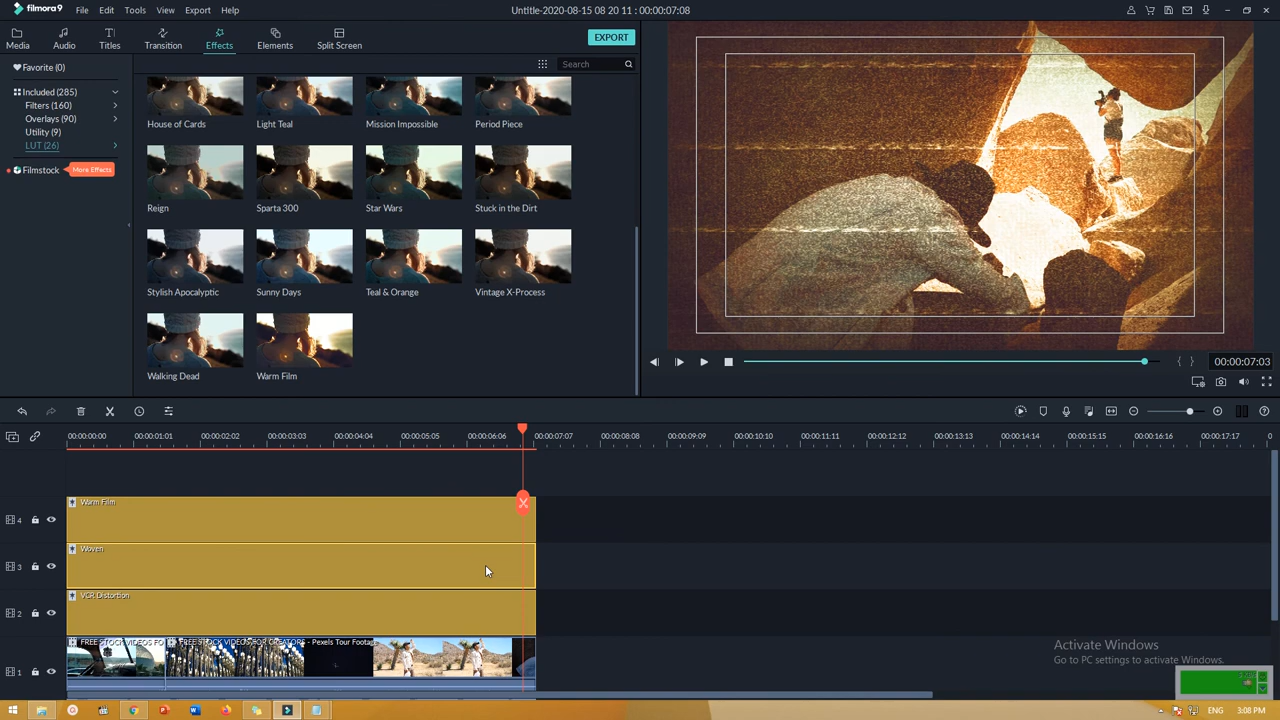 filmora9 File Edit Tools View Export Help Untitle-2020-08-15 08 20 11 : 00:00:07:08
Media Audio Titles Transition Effects Elements Split Screen EXPORT
Favorite (0)
Search
Included (285)
Filters (160)
Overlays (90)
Utility (9)
LUT (26)
Filmstock More Effects
House of Cards Light Teal Mission Impossible Period Piece
Reign Sparta 300 Star Wars Stuck in the Dirt
Stylish Apocalyptic Sunny Days Teal & Orange Vintage X-Process
Walking Dead Warm Film
00:00:07:03
00:00:00:00 00:00:01:01 00:00:02:02 00:00:03:03 00:00:04:04 00:00:05:05 00:00:06:06 00:00:07:07 00:00:08:08 00:00:09:09 00:00:10:10 00:00:11:11 00:00:12:12 00:00:13:13 00:00:14:14 00:00:15:15 00:00:16:16 00:00:17:17 0
Warm Film
4
Woven
3
VCR Distortion
2
FREE STOCK VIDEOS FO FREE STOCK VIDEOS FOR CREATORS - Pexels Tour Footag
1
Activate Windows
Go to PC settings to activate Windows.
ENG 3:08 PM